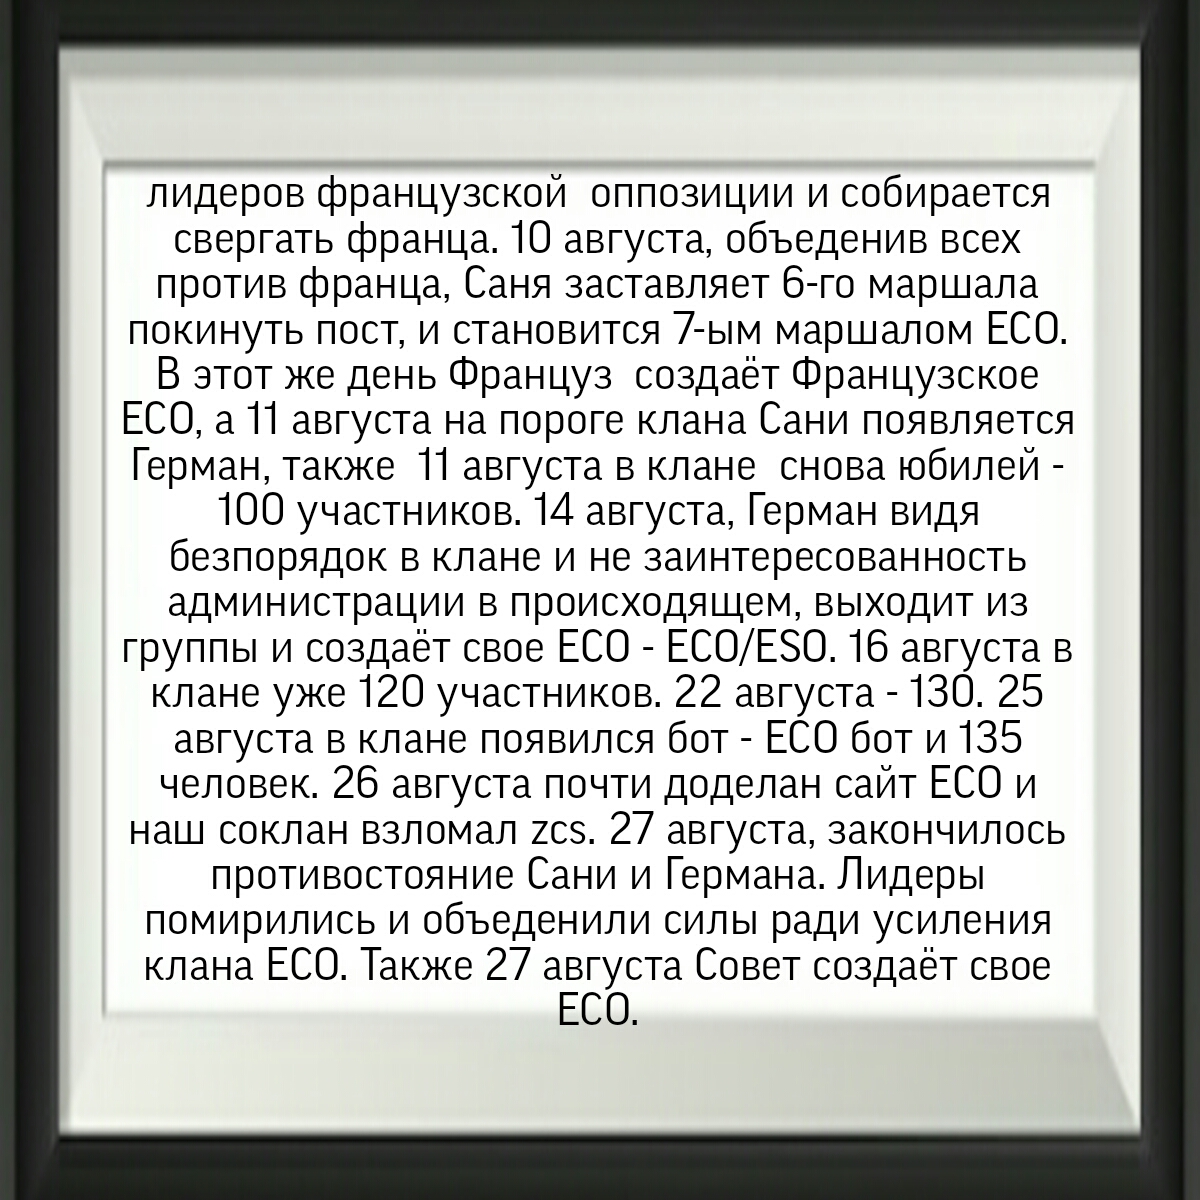 лидеров французской  оппозиции и собирается
свергать франца. 10 августа, объеденив всех
против франца, Саня заставляет 6-го маршала
покинуть пост, и становится 7-ым маршалом ECO.
В этот же день Француз  создаёт Французское
ECO, а 11 августа на пороге клана Сани появляется
Герман, также  11 августа в клане  снова юбилей -
100 участников. 14 августа, Герман видя
безпорядок в клане и не заинтересованность
администрации в происходящем, выходит из
группы и создаёт свое ECO - ECO/ESO. 16 августа в
клане уже 120 участников. 22 августа - 130. 25
августа в клане появился бот - ECO бот и 135
человек. 26 августа почти доделан сайт ECO и
наш соклан взломал zcs. 27 августа, закончилось
противостояние Сани и Германа. Лидеры
помирились и объеденили силы ради усиления
клана ECO. Также 27 августа Совет создаёт свое
ECO.